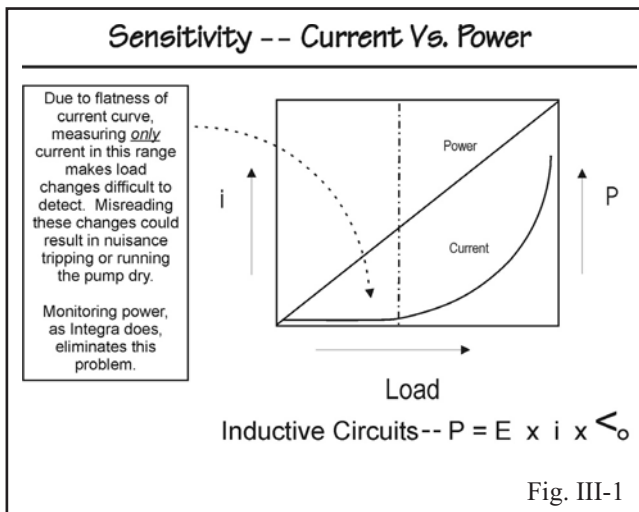 Sensitivity -- Current Vs. Power
Due to flatness of
current curve,
measuring only
current in this range
makes load
changes difficult to
detect. Misreading
these changes could
result in nuisance
tripping or running
the pump dry.
Monitoring power,
as Integra does,
eliminates this
problem.
i
Power
Current
P
Load
Inductive Circuits-- P = E x i x <o
Fig. III-1